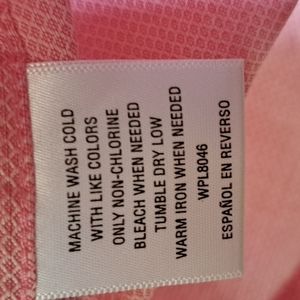 MACHINE WASH COLD
WITH LIKE COLORS
ONLY NON-CHLORINE
BLEACH WHEN NEEDED
TUMBLE DRY LOW
WARM IRON WHEN NEEDED
WPL8046
ESPAÑOL EN REVERSO